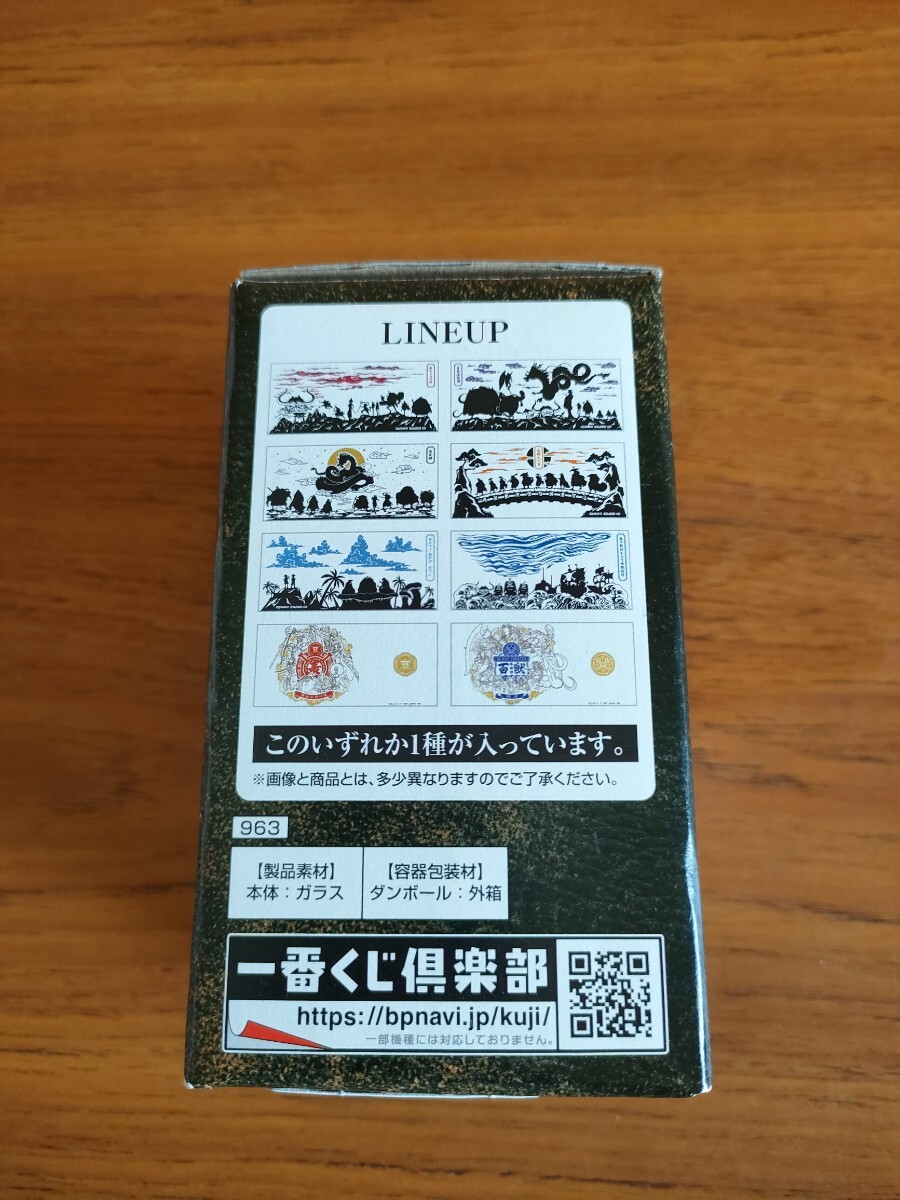 LINEUP
百獣
このいずれか1種が入っています。
※画像と商品とは、多少異なりますのでご了承ください。
963
【製品素材】
本体：ガラス
【容器包装材】
ダンボール：外箱
一番くじ倶楽部
https://bpnavi.jp/kuji/
一部機種には対応しておりません。